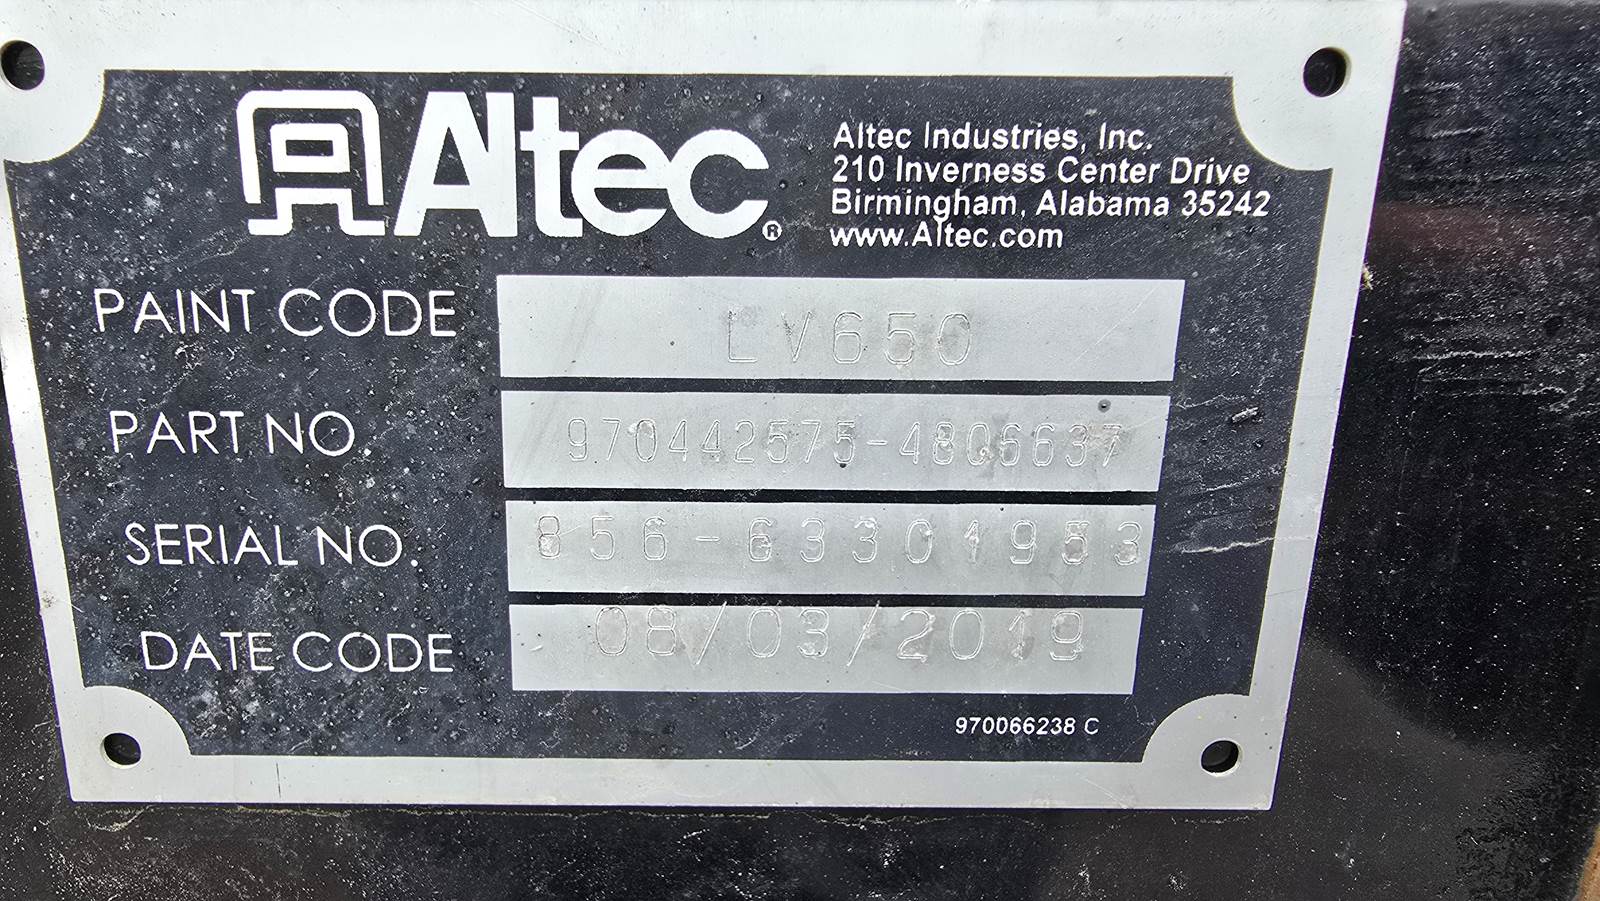 Altec®
Altec Industries, Inc.
210 Inverness Center Drive
Birmingham, Alabama 35242
www.Altec.com
PAINT CODE LV650
PART NO 970442575-4806637
SERIAL NO. 856-63301953
DATE CODE 08/03/2019
970066238 C